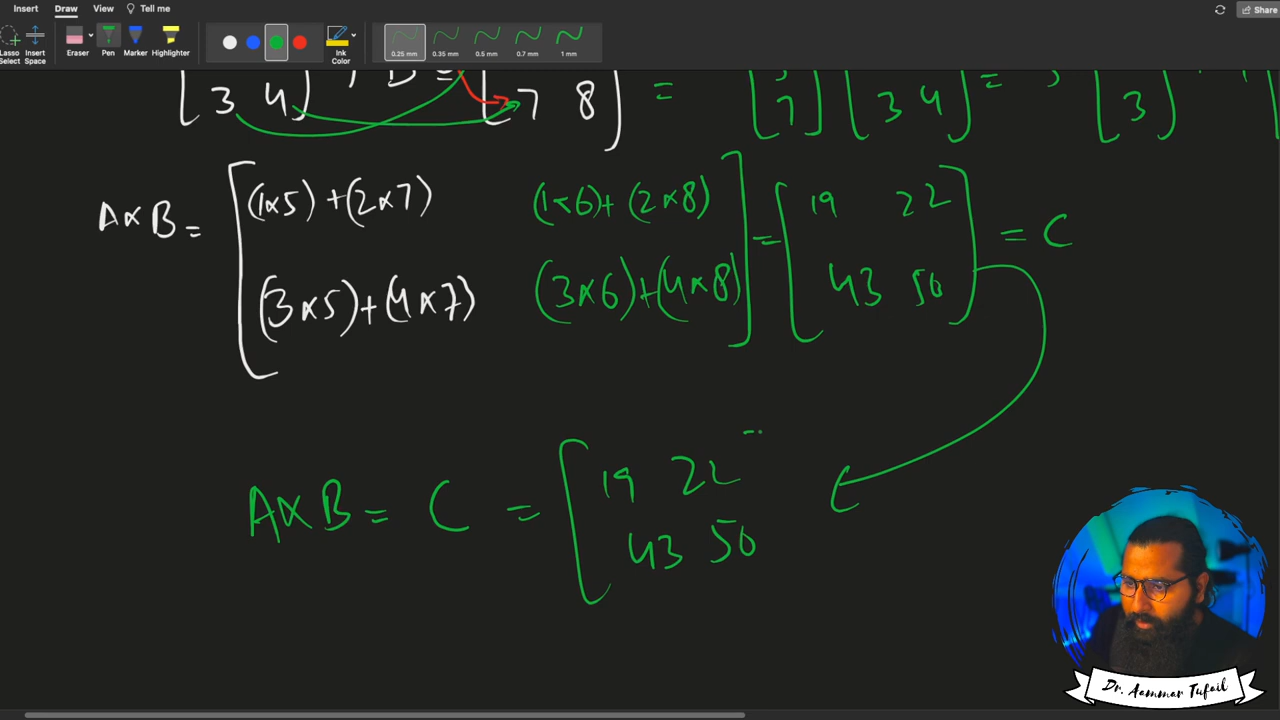 Insert Draw View Tell me
Share
Lasso Select Insert Space Eraser Pen Marker Highlighter Ink Color 0.25 mm 0.35 mm 0.5 mm 0.7 mm 1 mm
3 4 , B = 7 8 = 7 3 4 = 3
A×B = [(1×5)+(2×7) (1×6)+(2×8)] = [19 22] = C
(3×5)+(4×7) (3×6)+(4×8) 43 50
A×B = C = [19 22
43 50
Dr. Aammar Tufail